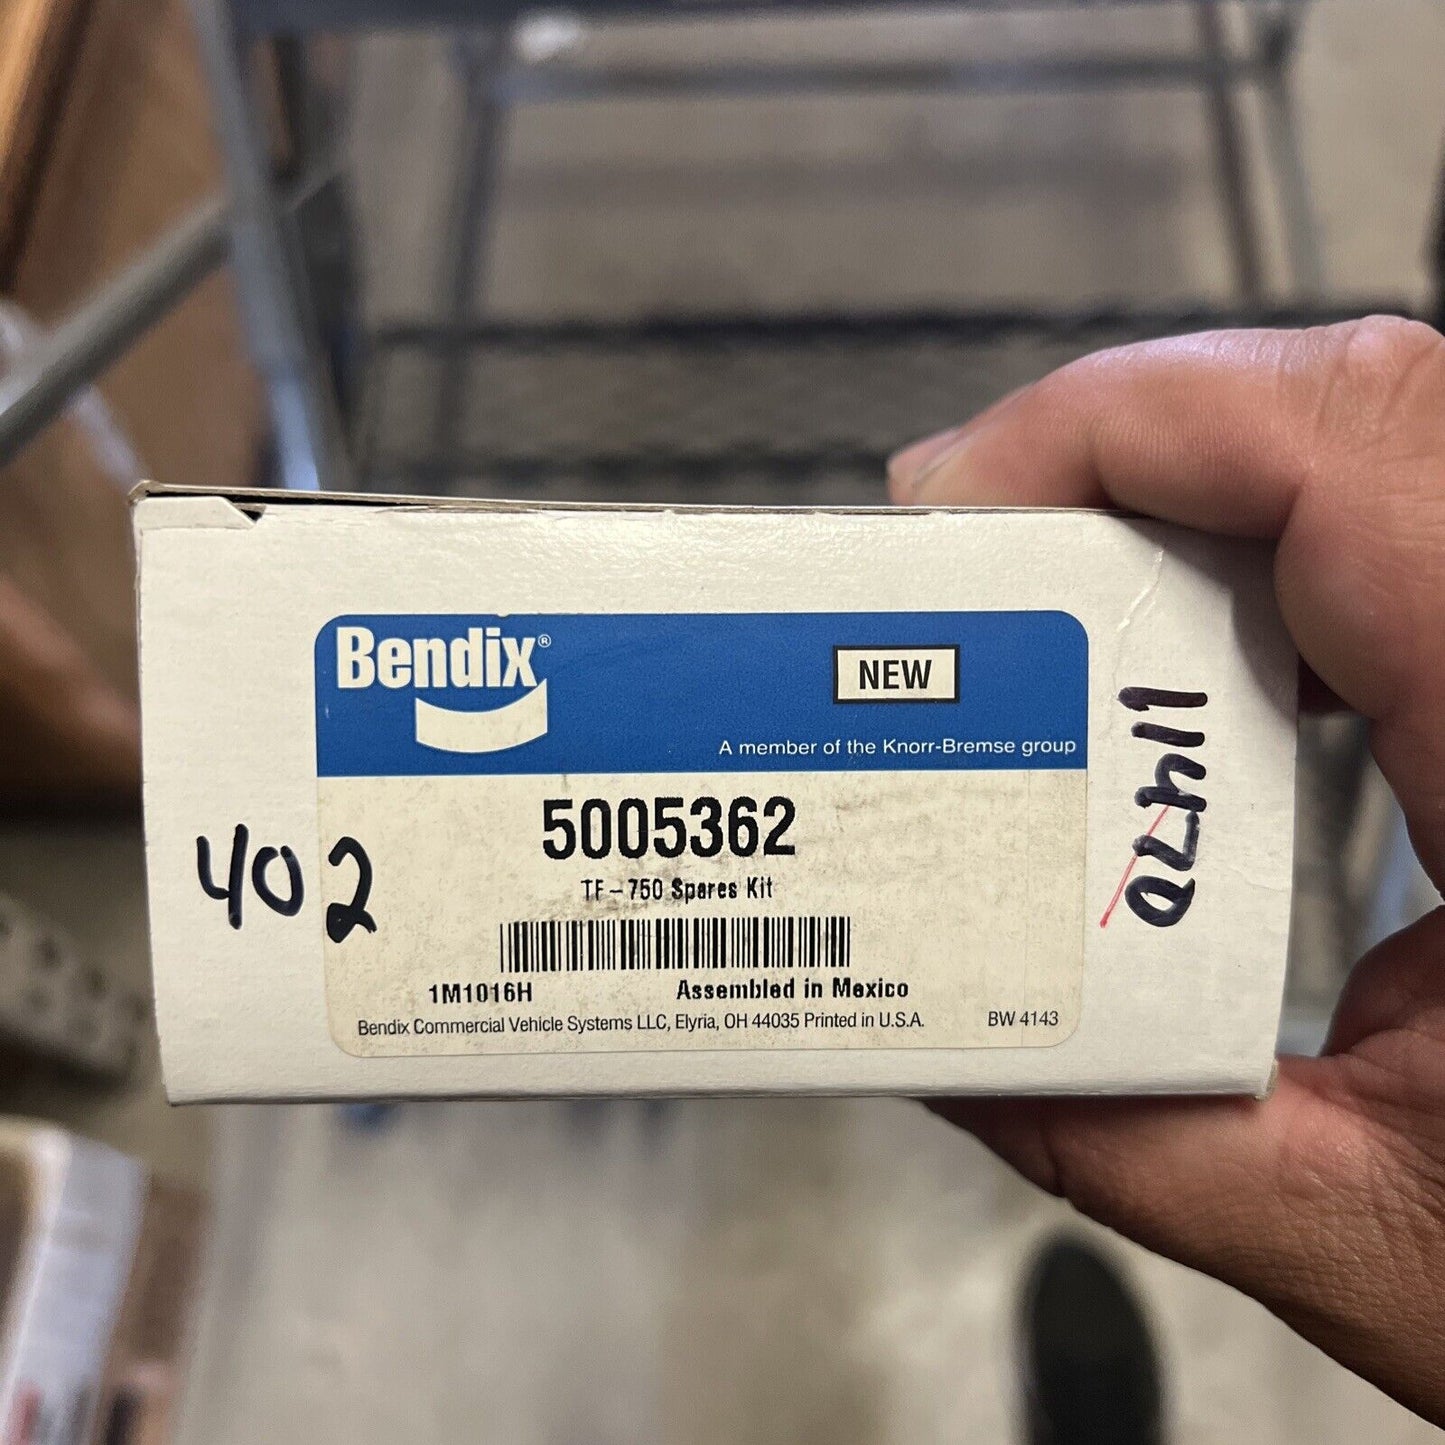 Bendix®
NEW
A member of the Knorr-Bremse group
5005362
TF-750 Spares Kit
1M1016H Assembled in Mexico
Bendix Commercial Vehicle Systems LLC, Elyria, OH 44035 Printed in U.S.A. BW 4143
402
11470